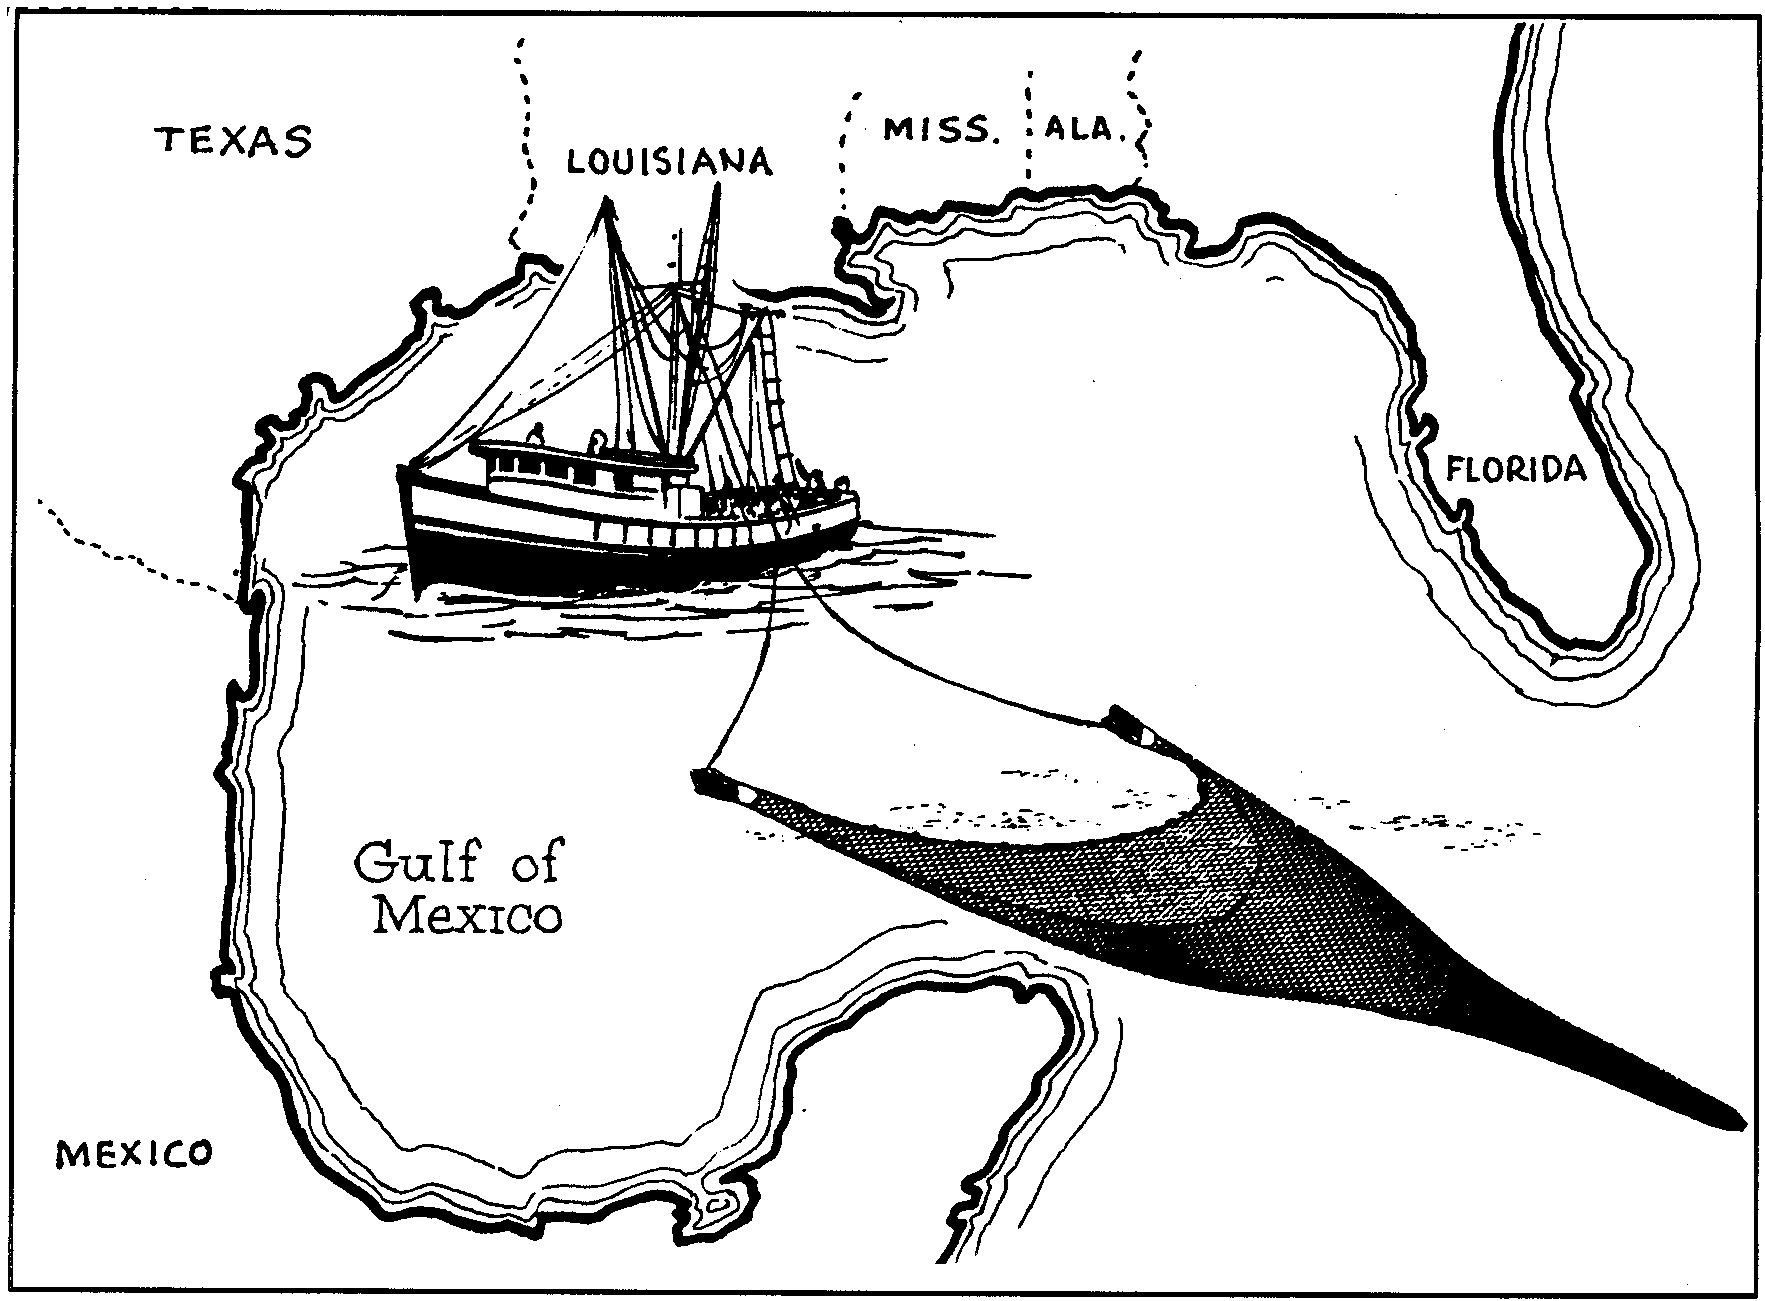 TEXAS
LOUISIANA
MISS.
ALA.
FLORIDA
Gulf of
Mexico
MEXICO